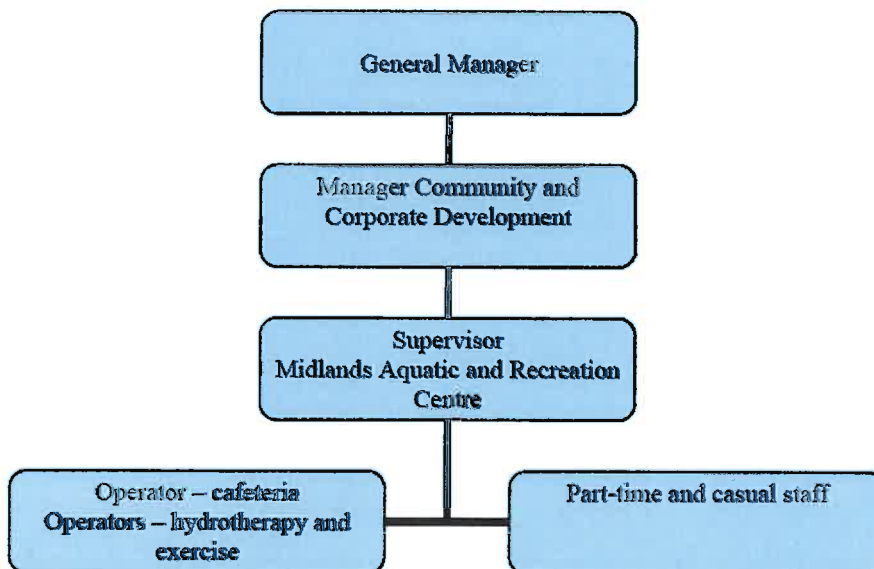 General Manager
Manager Community and
Corporate Development
Supervisor
Midlands Aquatic and Recreation
Centre
Operator – cafeteria
Operators – hydrotherapy and
exercise
Part-time and casual staff